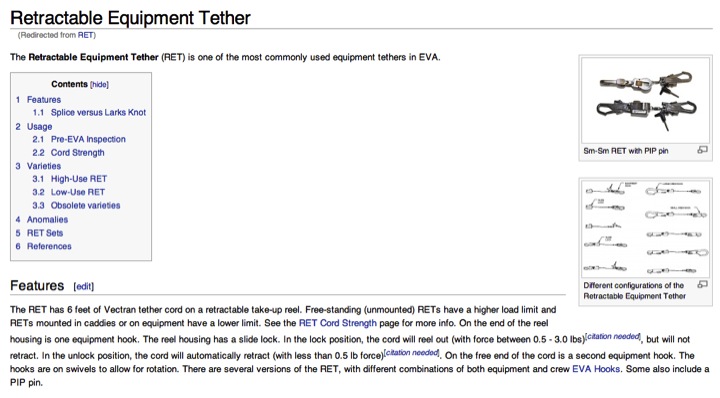 Retractable Equipment Tether
(Redirected from RET)
The Retractable Equipment Tether (RET) is one of the most commonly used equipment tethers in EVA.
Contents [hide]
1 Features
1.1 Splice versus Larks Knot
2 Usage
2.1 Pre-EVA Inspection
2.2 Cord Strength
3 Varieties
3.1 High-Use RET
3.2 Low-Use RET
3.3 Obsolete varieties
4 Anomalies
5 RET Sets
6 References
Sm-Sm RET with PIP pin
Different configurations of the
Retractable Equipment Tether
Features [edit]
The RET has 6 feet of Vectran tether cord on a retractable take-up reel. Free-standing (unmounted) RETs have a higher load limit and
RETs mounted in caddies or on equipment have a lower limit. See the RET Cord Strength page for more info. On the end of the reel
housing is one equipment hook. The reel housing has a slide lock. In the lock position, the cord will reel out (with force between 0.5 - 3.0 lbs)[citation needed], but will not
retract. In the unlock position, the cord will automatically retract (with less than 0.5 lb force)[citation needed]. On the free end of the cord is a second equipment hook. The
hooks are on swivels to allow for rotation. There are several versions of the RET, with different combinations of both equipment and crew EVA Hooks. Some also include a
PIP pin.